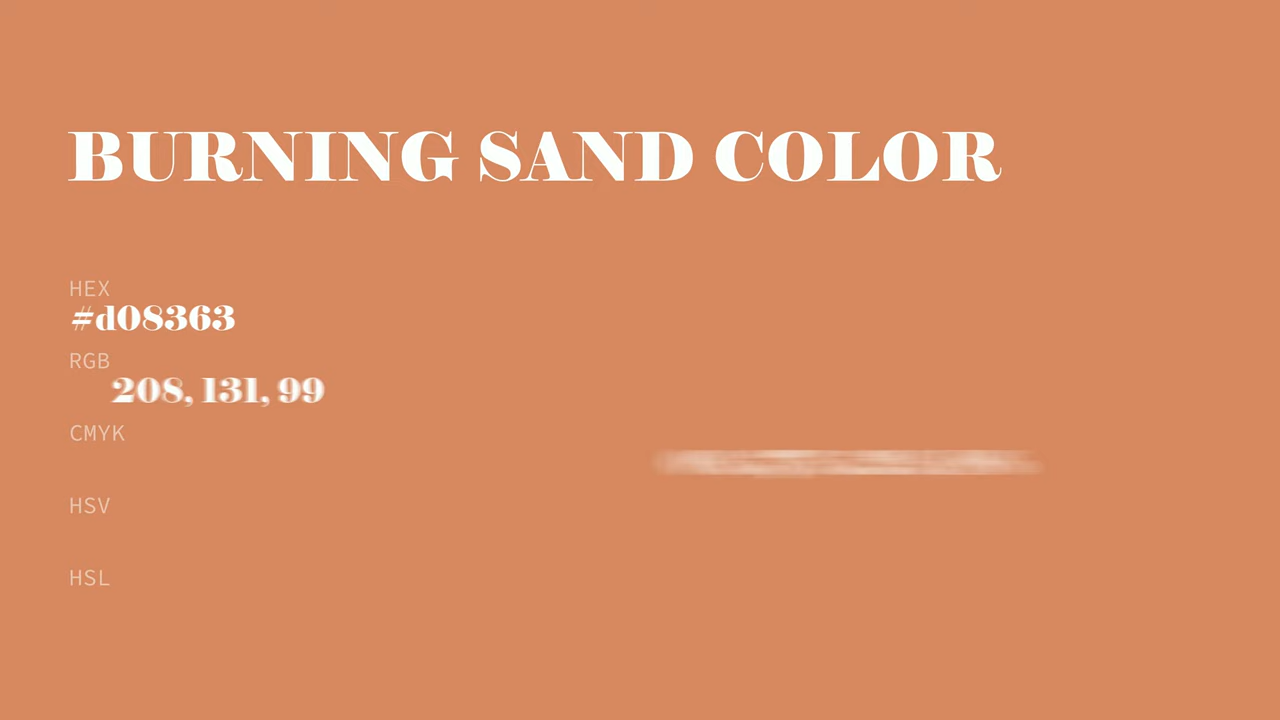 BURNING SAND COLOR
HEX
#d08363
RGB
208, 131, 99
CMYK
HSV
HSL